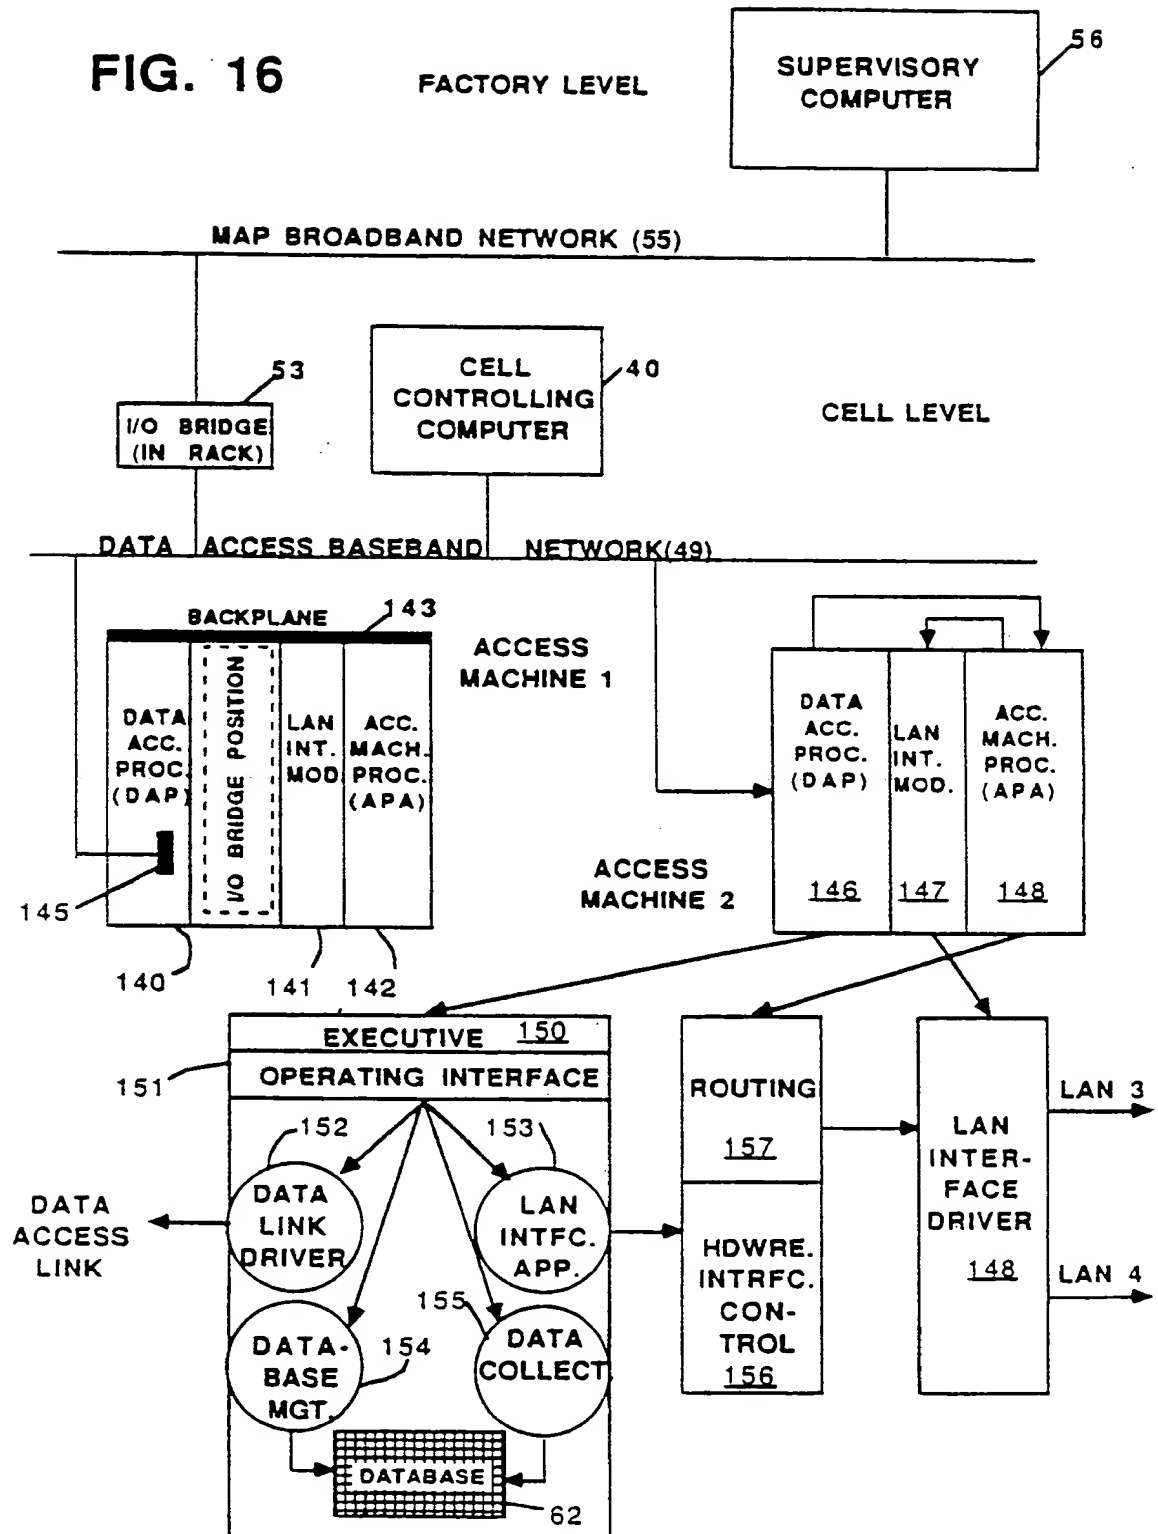 FIG. 16
FACTORY LEVEL
SUPERVISORY
COMPUTER
56
MAP BROADBAND NETWORK (55)
53
I/O BRIDGE
(IN RACK)
CELL
CONTROLLING
COMPUTER
40
CELL LEVEL
DATA ACCESS BASEBAND NETWORK(49)
BACKPLANE
143
ACCESS
MACHINE 1
DATA
ACC.
PROC.
(DAP)
I/O BRIDGE POSITION
LAN
INT.
MOD
ACC.
MACH.
PROC.
(APA)
145
140
141
142
DATA
ACC.
PROC.
(DAP)
146
LAN
INT.
MOD.
147
ACC.
MACH.
PROC.
(APA)
148
ACCESS
MACHINE 2
EXECUTIVE 150
151
OPERATING INTERFACE
152
153
DATA
LINK
DRIVER
LAN
INTFC.
APP.
DATA
ACCESS
LINK
155
DATA-
BASE
MGT.
154
DATA
COLLECT
DATABASE
62
ROUTING
157
HDWRE.
INTRFC.
CON-
TROL
156
LAN
INTER-
FACE
DRIVER
148
LAN 3
LAN 4